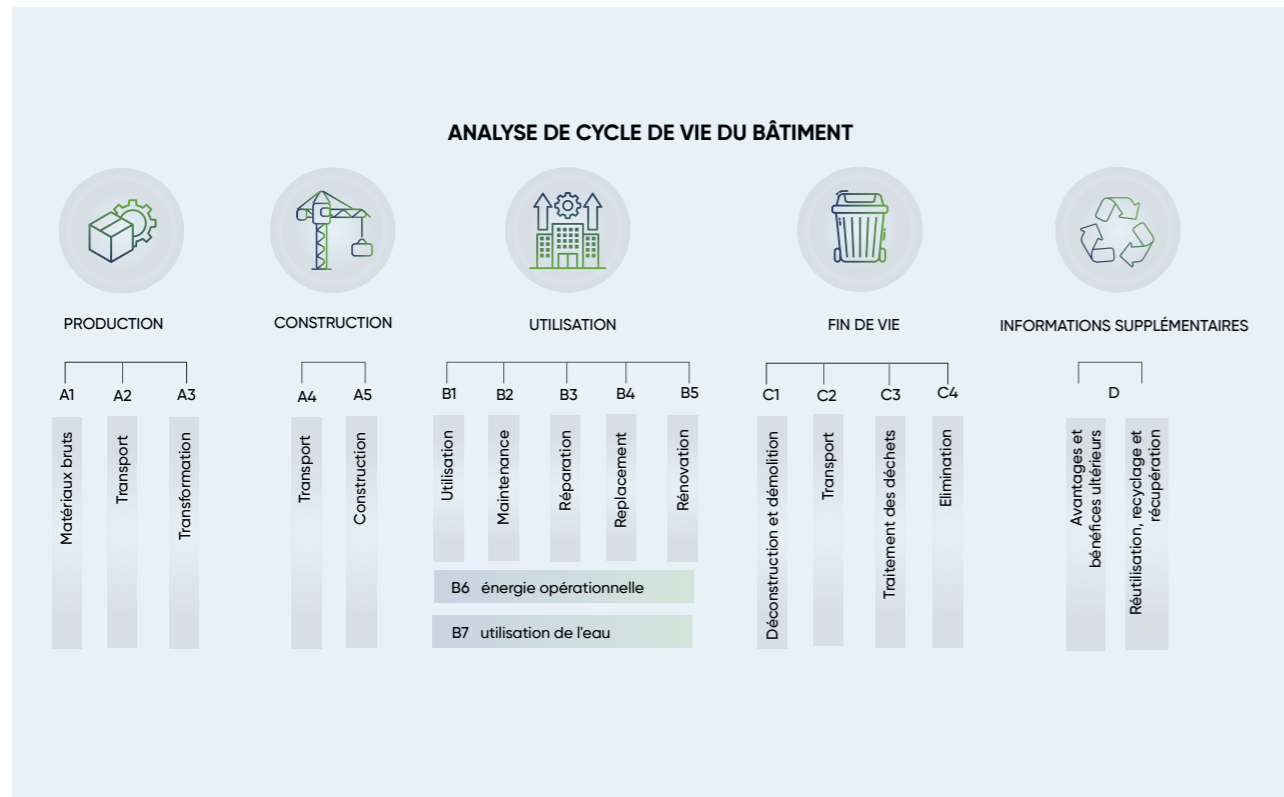 ANALYSE DE CYCLE DE VIE DU BÂTIMENT
PRODUCTION
A1
A2
A3
Matériaux bruts
Transport
Transformation
CONSTRUCTION
A4
A5
Transport
Construction
UTILISATION
B1
B2
B3
B4
B5
Utilisation
Maintenance
Réparation
Replacement
Rénovation
B6 énergie opérationnelle
B7 utilisation de l'eau
FIN DE VIE
C1
C2
C3
C4
Déconstruction et démolition
Transport
Traitement des déchets
Elimination
INFORMATIONS SUPPLÉMENTAIRES
D
Avantages et
bénéfices ultérieurs
Réutilisation, recyclage et
récupération